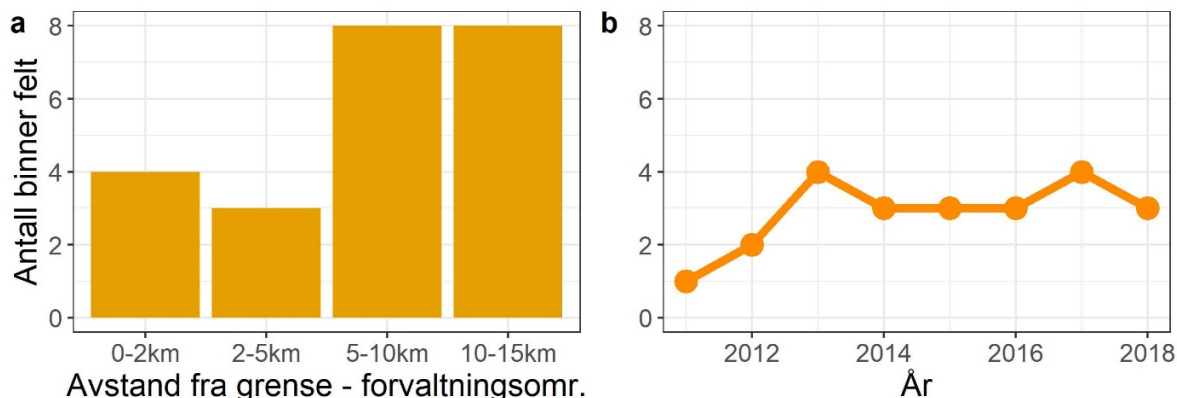 a
Antall binner felt
8
6
4
2
0
0-2km 2-5km 5-10km 10-15km
Avstand fra grense - forvaltningsomr.
b
8
6
4
2
0
2012 2014 2016 2018
År